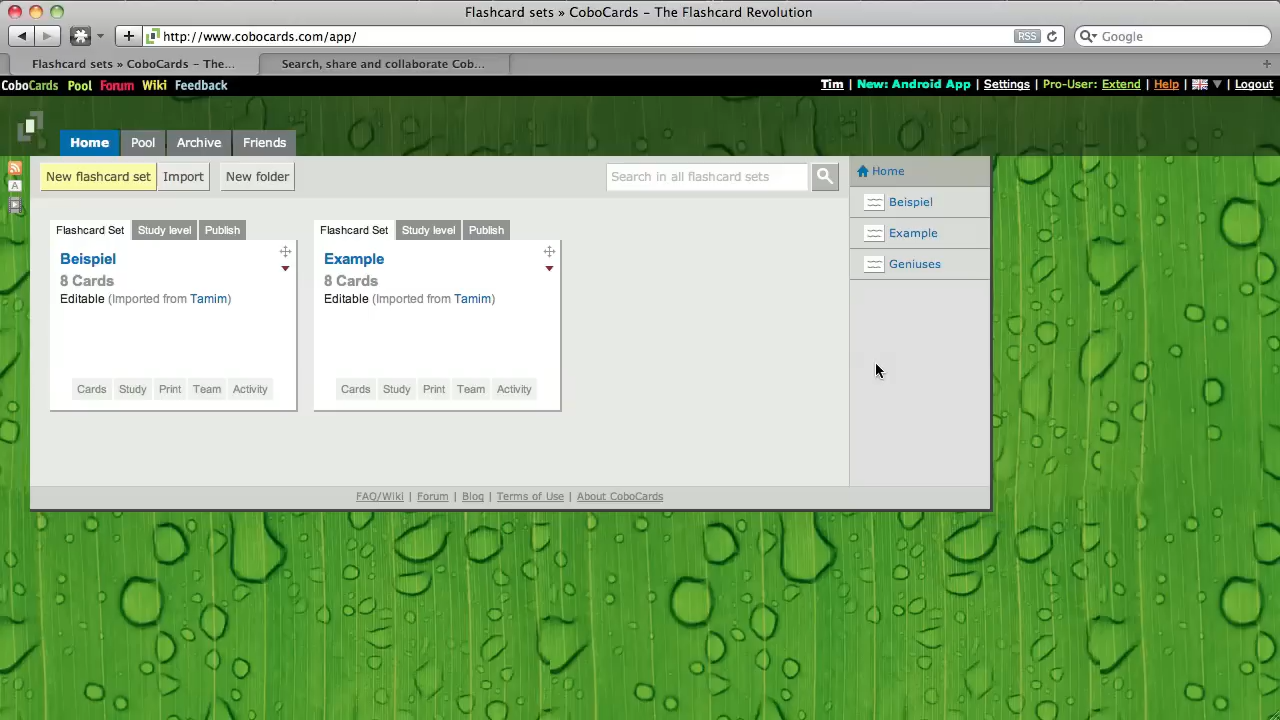 Flashcard sets » CoboCards – The Flashcard Revolution
http://www.cobocards.com/app/
RSS
Google
Flashcard sets » CoboCards – The...
Search, share and collaborate Cob...
CoboCards Pool Forum Wiki Feedback
Tim | New: Android App | Settings | Pro-User: Extend | Help | Logout
Home Pool Archive Friends
New flashcard set Import New folder
Search in all flashcard sets
Home
A
Beispiel
Example
Geniuses
Flashcard Set Study level Publish
Beispiel
8 Cards
Editable (Imported from Tamim)
Cards Study Print Team Activity
Flashcard Set Study level Publish
Example
8 Cards
Editable (Imported from Tamim)
Cards Study Print Team Activity
FAQ/Wiki | Forum | Blog | Terms of Use | About CoboCards